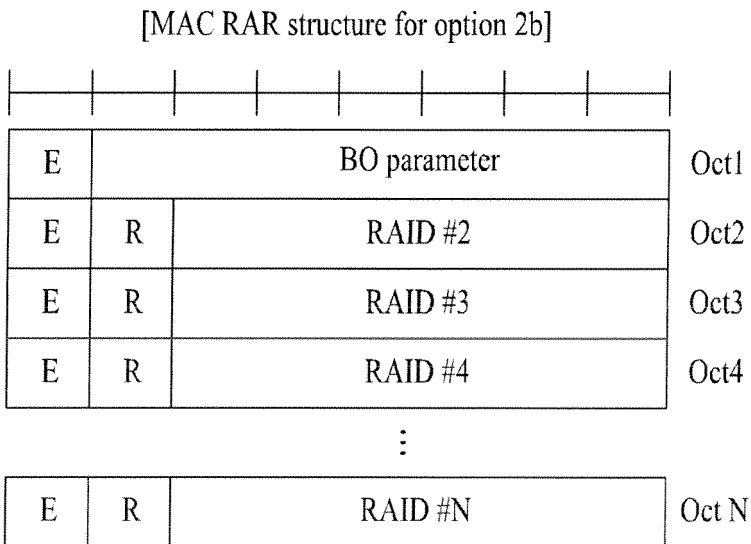 [MAC RAR structure for option 2b]
E BO parameter Oct1
E R RAID #2 Oct2
E R RAID #3 Oct3
E R RAID #4 Oct4
⋮
E R RAID #N Oct N